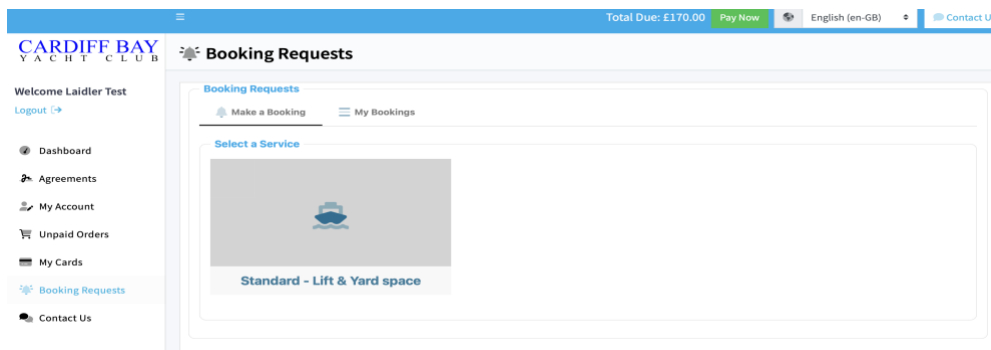 Total Due: £170.00 Pay Now English (en-GB) Contact U
CARDIFF BAY
YACHT CLUB
Booking Requests
Welcome Laidler Test
Logout
Dashboard
Agreements
My Account
Unpaid Orders
My Cards
Booking Requests
Contact Us
Booking Requests
Make a Booking My Bookings
Select a Service
Standard - Lift & Yard space